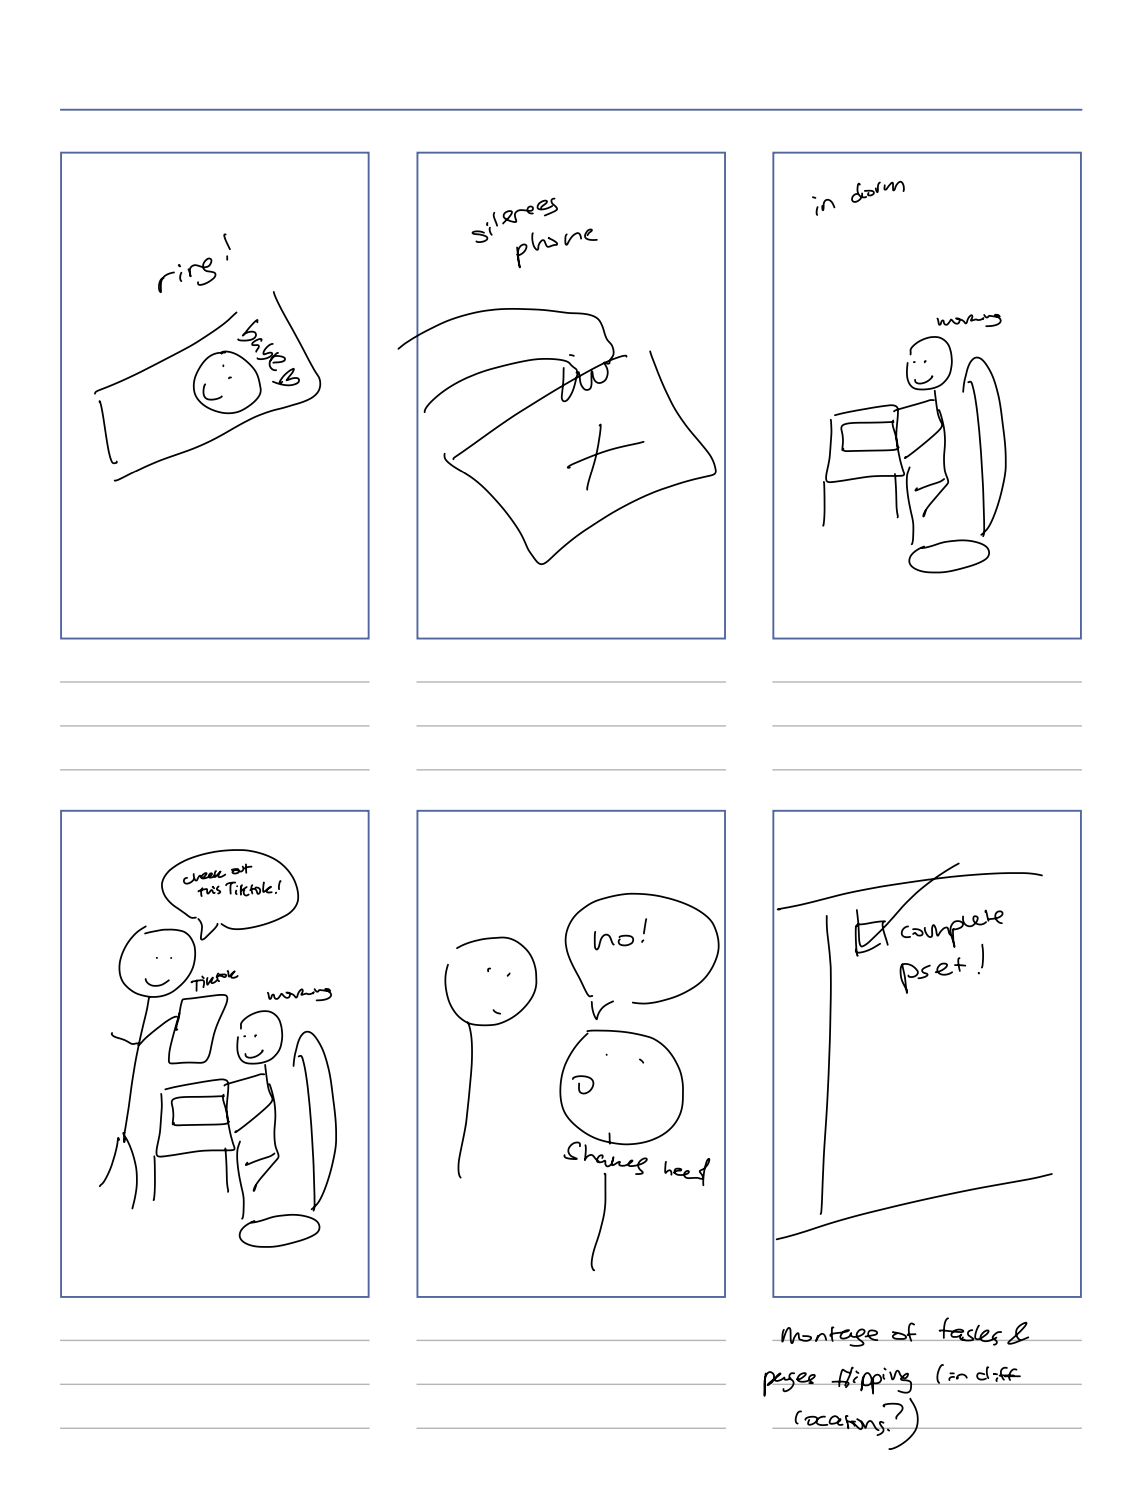 ring!
babe
silences
phone
in dorm
working
check out
this Tiktok!
Tiktok
working
no!
shakes head
complete
pset!
montage of tasks &
pages flipping (in diff
locations?)